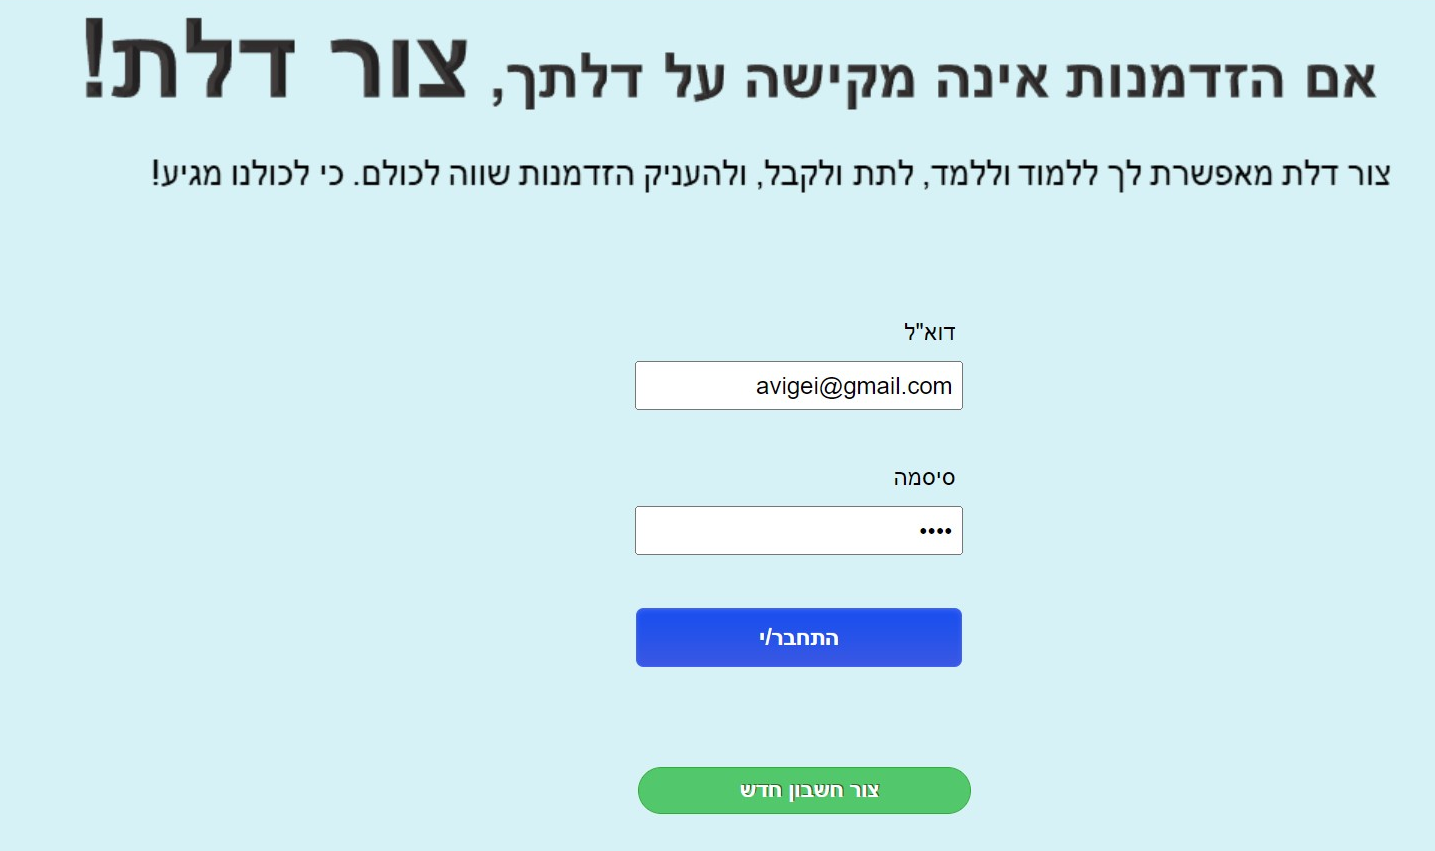 אם הזדמנות אינה מקישה על דלתך, צור דלת!
צור דלת מאפשרת לך ללמוד וללמד, לתת ולקבל, ולהעניק הזדמנות שווה לכולם. כי לכולנו מגיע!
דוא"ל
avigei@gmail.com
סיסמה
••••
התחבר/י
צור חשבון חדש